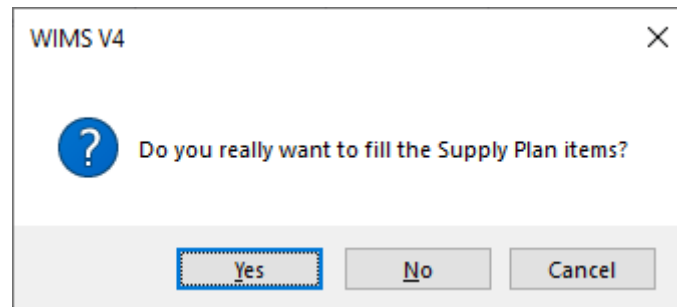 WIMS V4
Do you really want to fill the Supply Plan items?
Yes No Cancel